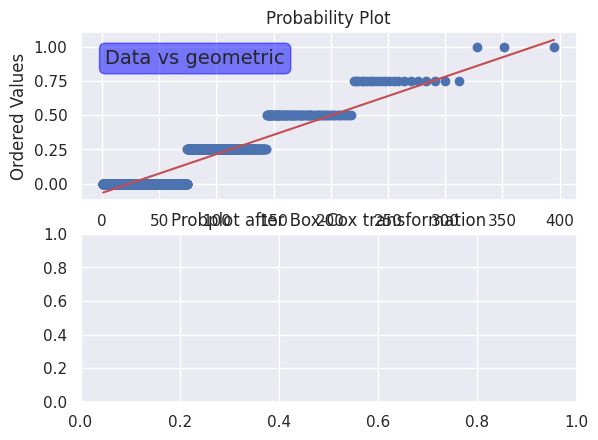 Probability Plot
1.00
0.75
0.50
0.25
0.00
Ordered Values
Data vs geometric
0 50 100 150 200 250 300 350 400
Probplot after Box-Cox transformation
1.0
0.8
0.6
0.4
0.2
0.0
0.0 0.2 0.4 0.6 0.8 1.0